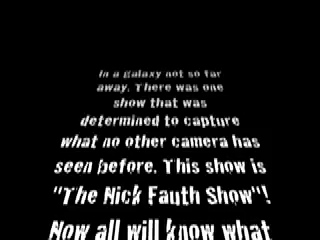 In a galaxy not so far
away. There was one
show that was
determined to capture
what no other camera has
seen before. This show is
"The Nick Fauth Show"!
Now all will know what